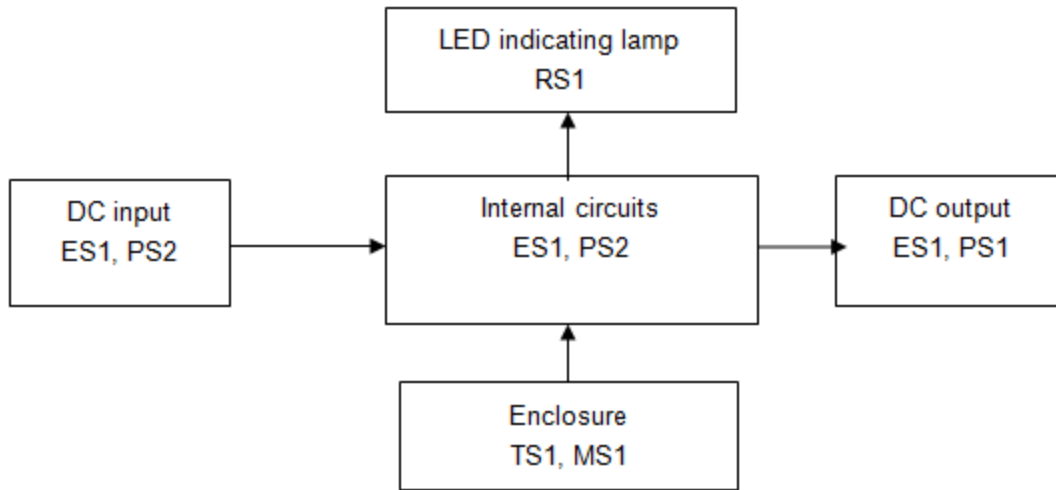 LED indicating lamp
RS1
DC input
ES1, PS2
Internal circuits
ES1, PS2
DC output
ES1, PS1
Enclosure
TS1, MS1